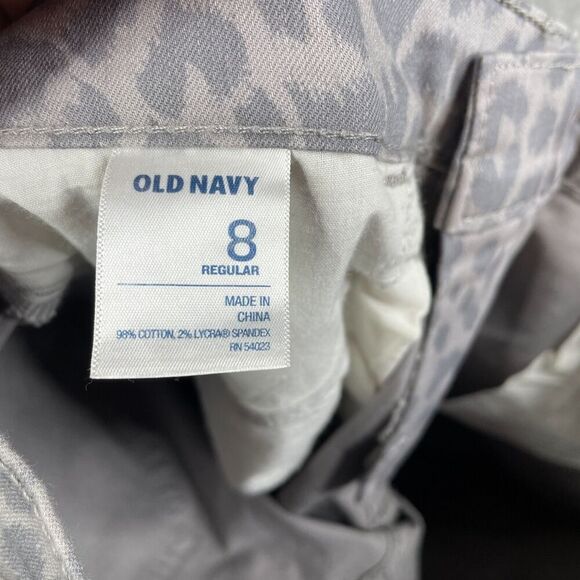 OLD NAVY
8
REGULAR
MADE IN
CHINA
98% COTTON, 2% LYCRA® SPANDEX
RN 54023